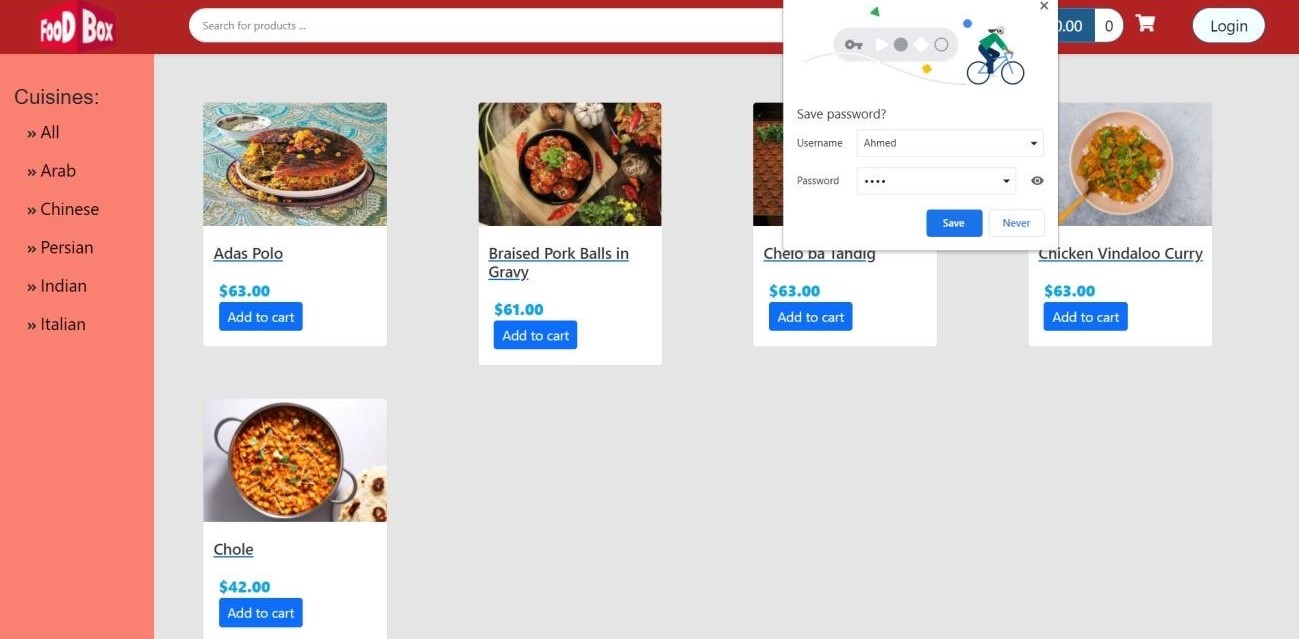 FooD Box
Search for products ...
0.00 0
Login
Cuisines:
» All
» Arab
» Chinese
» Persian
» Indian
» Italian
Save password?
Username Ahmed
Password ••••
Save Never
Adas Polo
$63.00
Add to cart
Braised Pork Balls in
Gravy
$61.00
Add to cart
Chelo ba Tahdig
$63.00
Add to cart
Chicken Vindaloo Curry
$63.00
Add to cart
Chole
$42.00
Add to cart